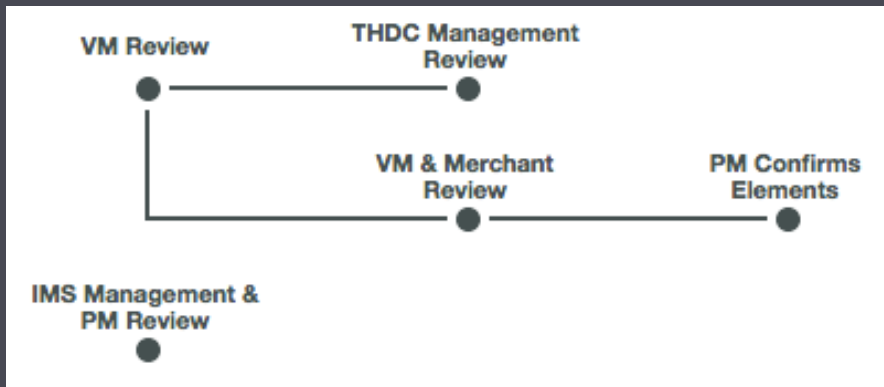 VM Review
THDC Management
Review
VM & Merchant
Review
PM Confirms
Elements
IMS Management &
PM Review